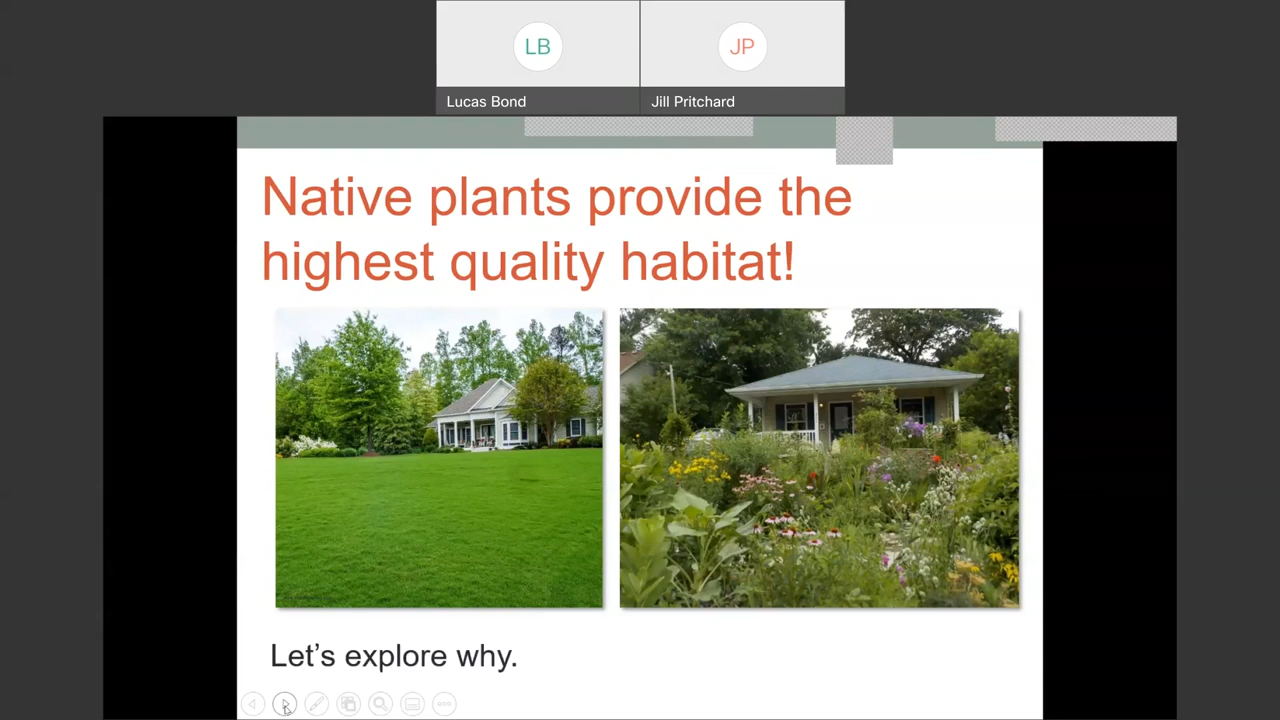 LB
JP
Lucas Bond
Jill Pritchard
Native plants provide the
highest quality habitat!
Let's explore why.